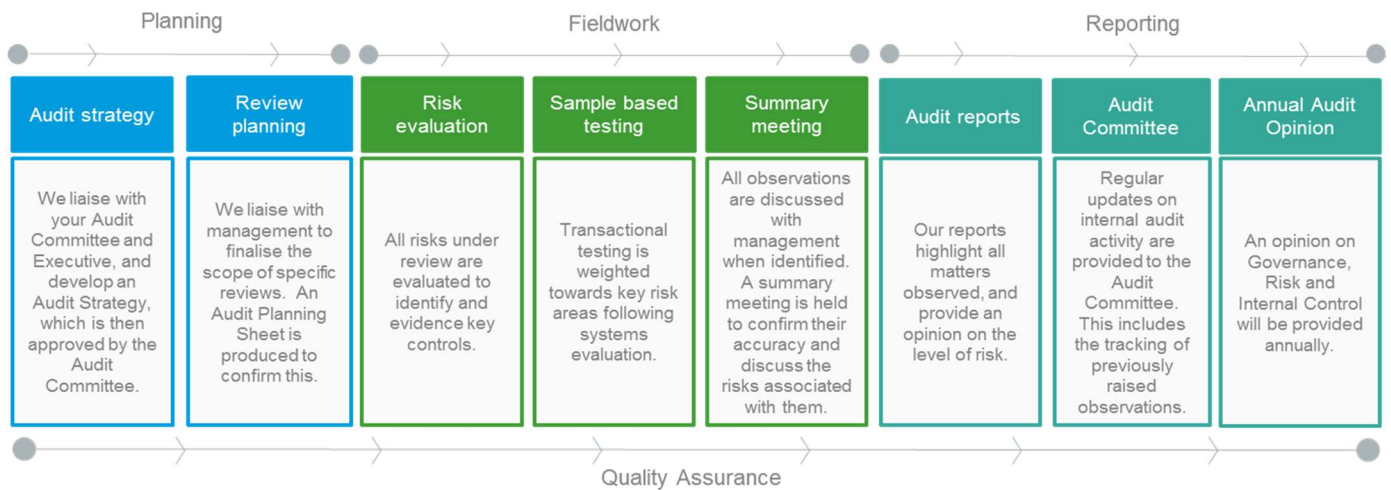 Planning
Fieldwork
Reporting
Audit strategy
Review
planning
Risk
evaluation
Sample based
testing
Summary
meeting
Audit reports
Audit
Committee
Annual Audit
Opinion
We liaise with
your Audit
Committee and
Executive, and
develop an
Audit Strategy,
which is then
approved by the
Audit
Committee.
We liaise with
management to
finalise the
scope of specific
reviews. An
Audit Planning
Sheet is
produced to
confirm this.
All risks under
review are
evaluated to
identify and
evidence key
controls.
Transactional
testing is
weighted
towards key risk
areas following
systems
evaluation.
All observations
are discussed
with
management
when identified.
A summary
meeting is held
to confirm their
accuracy and
discuss the
risks associated
with them.
Our reports
highlight all
matters
observed, and
provide an
opinion on the
level of risk.
Regular
updates on
internal audit
activity are
provided to the
Audit
Committee.
This includes
the tracking of
previously
raised
observations.
An opinion on
Governance,
Risk and
Internal Control
will be provided
annually.
Quality Assurance